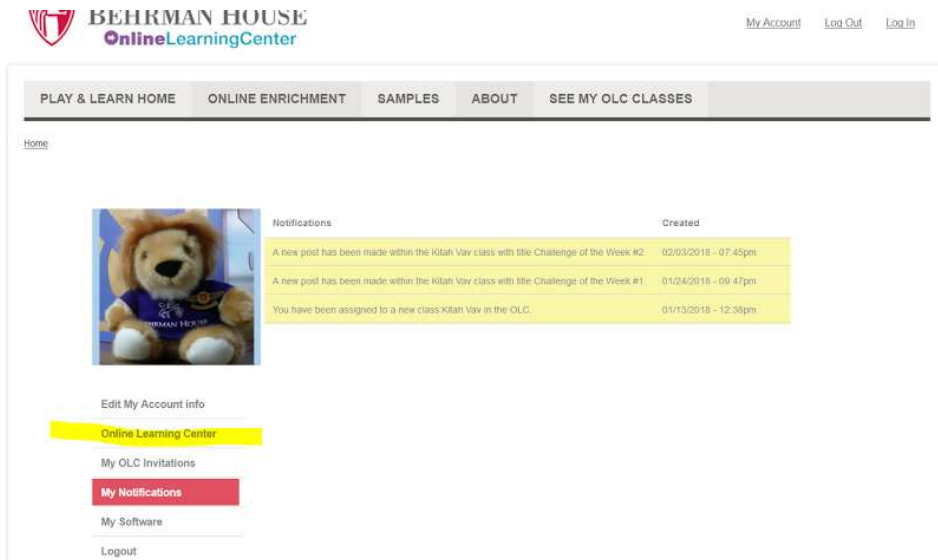 BEHRMAN HOUSE
OnlineLearningCenter
My Account Log Out Log In
PLAY & LEARN HOME ONLINE ENRICHMENT SAMPLES ABOUT SEE MY OLC CLASSES
Home
Notifications Created
A new post has been made within the Kitah Vav class with title Challenge of the Week #2 02/03/2018 - 07:45pm
A new post has been made within the Kitah Vav class with title Challenge of the Week #1 01/24/2018 - 09:47pm
You have been assigned to a new class Kitah Vav in the OLC. 01/13/2018 - 12:36pm
BEHRMAN HOUSE
Edit My Account info
Online Learning Center
My OLC Invitations
My Notifications
My Software
Logout